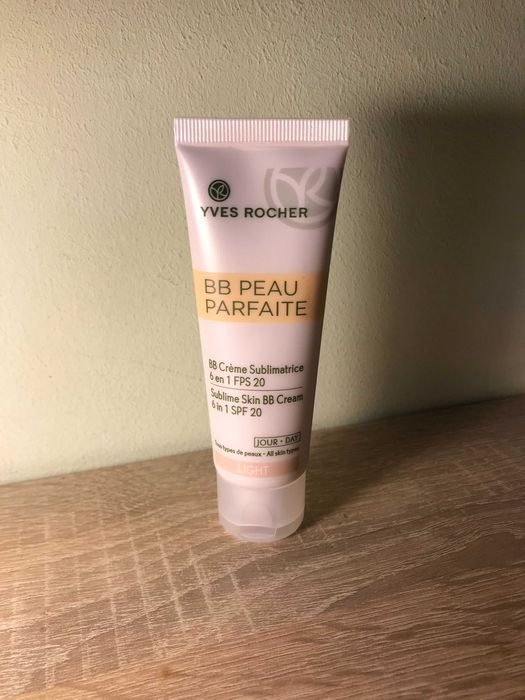 YVES ROCHER
BB PEAU
PARFAITE
BB Crème Sublimatrice
6 en 1 FPS 20
Sublime Skin BB Cream
6 in 1 SPF 20
JOUR • DAY
Tous types de peaux • All skin types
LIGHT